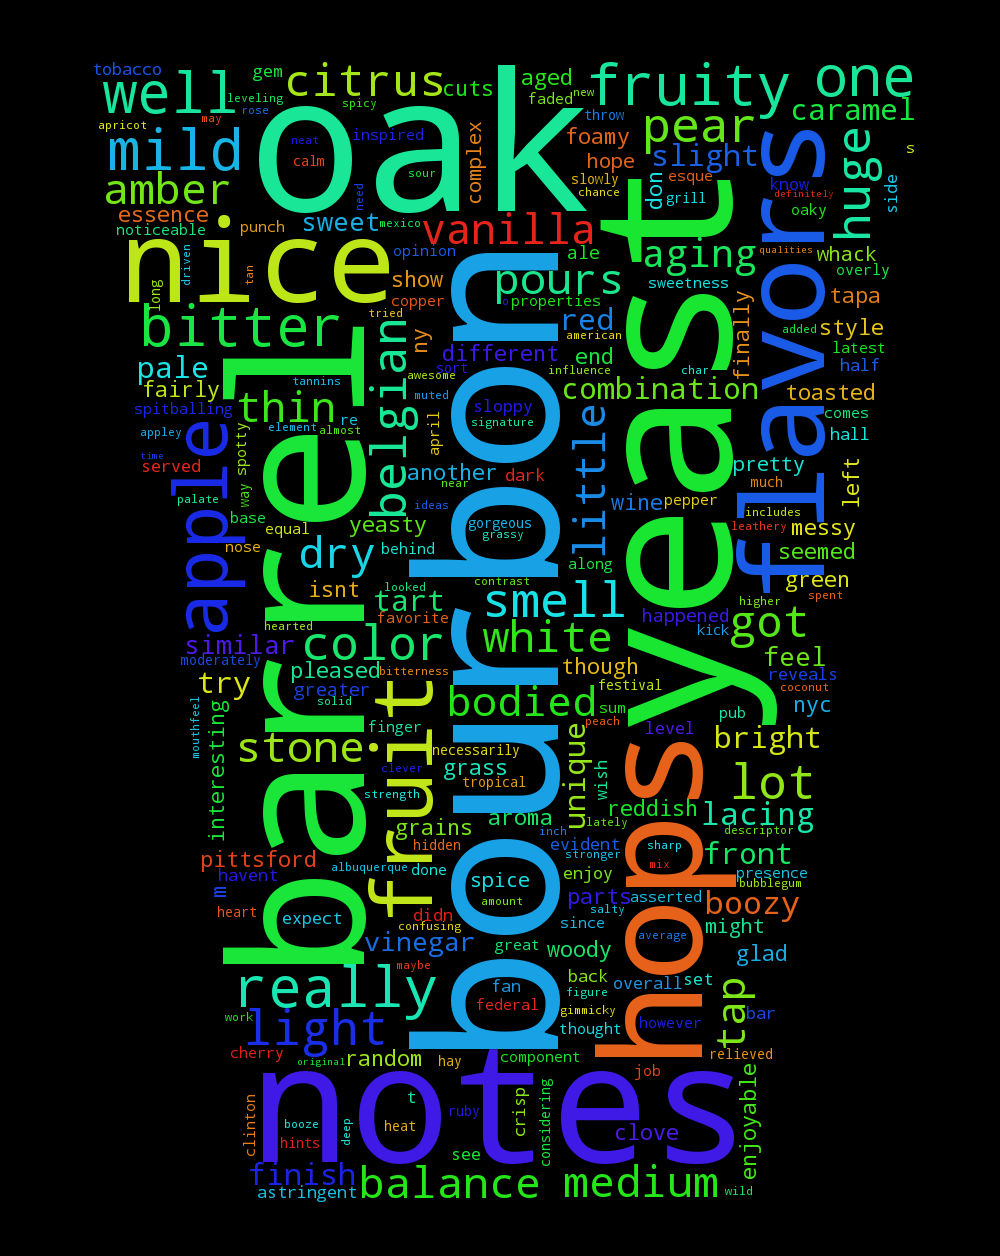 tobacco
gem
citrus
cuts
aged
fruity
one
well
leveling
rose
spicy
faded
new
throw
caramel
apricot
may
oak
neat
inspired
complex
foamy
pear
mild
calm
sour
hope
slight
huge
s
amber
need
slowly
chance
esque
don
grill
know
definitely
side
essence
noticeable
punch
sweet
mexico
vanilla
oaky
flavors
nice
driven
tan
opinion
ale
aging
qualities
whack
overly
long
show
copper
tried
pours
properties
sweetness
tapa
bitter
ny
red
american
finally
added
style
latest
pale
belgian
different
sort
influence
end
char
half
fairly
tannins
awesome
muted
combination
toasted
spitballing
thin
re
april
sloppy
signature
little
comes
hall
appley
element
almost
time
served
apple
way
spotty
another
near
dark
pretty
much
left
palate
base
equal
yeasty
ideas
gorgeous
grassy
wine
pepper
includes
leathery
messy
nose
dry
behind
along
seemed
barrel
bourbon
yeast
isnt
looked
contrast
green
spent
tart
favorite
smell
higher
hearted
similar
color
white
happened
kick
got
moderately
pleased
bitterness
though
feel
try
greater
solid
festival
reveals
coconut
mouthfeel
interesting
finger
bodied
sum
peach
pub
nyc
level
stone
fruit
clever
necessarily
unique
wish
bright
grass
tropical
strength
lot
hops
aroma
reddish
lacing
grains
hidden
inch
lately
descriptor
pittsford
albuquerque
done
evident
stronger
sharp
mix
front
havent
m
spice
enjoy
presence
bubblegum
heart
expect
didn
confusing
amount
parts
salty
asserted
boozy
since
might
vinegar
great
woody
average
glad
maybe
really
fan
federal
back
figure
gimmicky
overall
set
tap
work
light
thought
however
bar
cherry
original
random
hay
component
relieved
job
notes
clinton
booze
hints
deep
t
heat
ruby
crisp
considering
clove
enjoyable
see
finish
astringent
balance
medium
wild